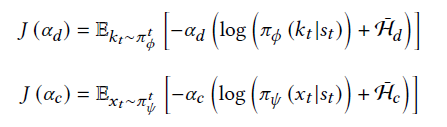 J (α_d) = 𝔼_{k_t∼π_ϕ^t} [−α_d (log (π_ϕ (k_t|s_t)) + ℋ̄_d)]
J (α_c) = 𝔼_{x_t∼π_ψ^t} [−α_c (log (π_ψ (x_t|s_t)) + ℋ̄_c)]